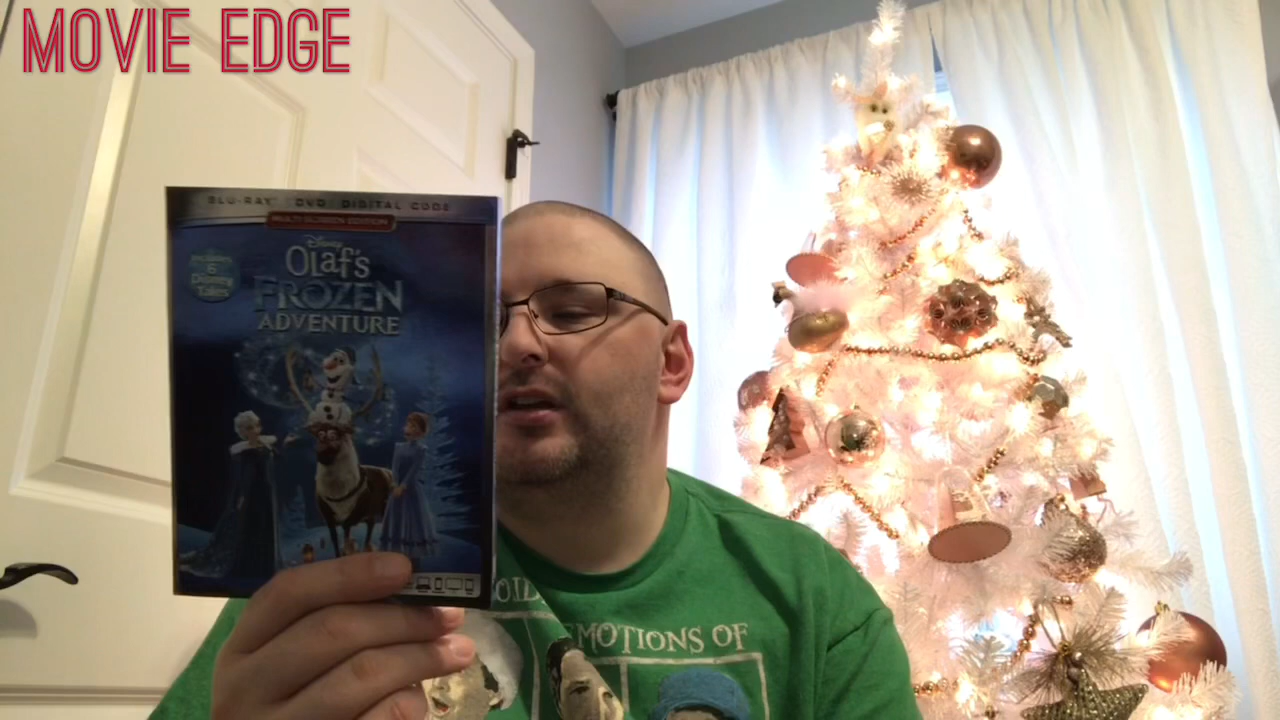 MOVIE EDGE
BLU-RAY DVD DIGITAL CODE
MULTI-SCREEN EDITION
Disney
OLaf's
FROZEN
ADVENTURE
Includes
6
Disney
Tales
EMOTIONS OF